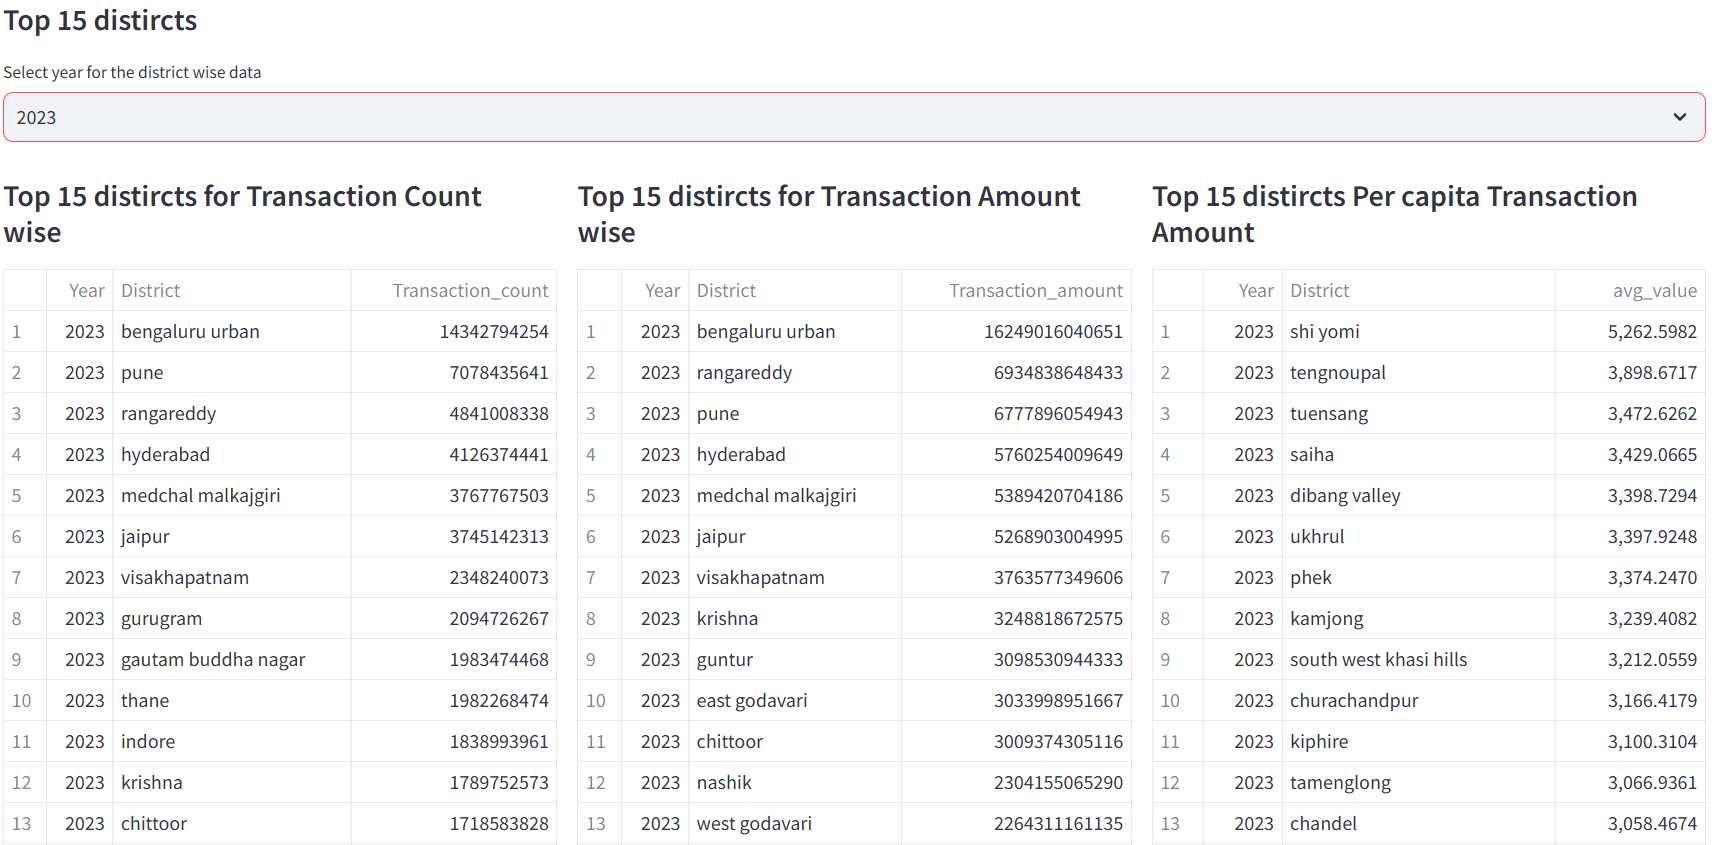 Top 15 distircts
Select year for the district wise data
2023
Top 15 distircts for Transaction Count
wise
Year District Transaction_count
1 2023 bengaluru urban 14342794254
2 2023 pune 7078435641
3 2023 rangareddy 4841008338
4 2023 hyderabad 4126374441
5 2023 medchal malkajgiri 3767767503
6 2023 jaipur 3745142313
7 2023 visakhapatnam 2348240073
8 2023 gurugram 2094726267
9 2023 gautam buddha nagar 1983474468
10 2023 thane 1982268474
11 2023 indore 1838993961
12 2023 krishna 1789752573
13 2023 chittoor 1718583828
Top 15 distircts for Transaction Amount
wise
Year District Transaction_amount
1 2023 bengaluru urban 16249016040651
2 2023 rangareddy 6934838648433
3 2023 pune 6777896054943
4 2023 hyderabad 5760254009649
5 2023 medchal malkajgiri 5389420704186
6 2023 jaipur 5268903004995
7 2023 visakhapatnam 3763577349606
8 2023 krishna 3248818672575
9 2023 guntur 3098530944333
10 2023 east godavari 3033998951667
11 2023 chittoor 3009374305116
12 2023 nashik 2304155065290
13 2023 west godavari 2264311161135
Top 15 distircts Per capita Transaction
Amount
Year District avg_value
1 2023 shi yomi 5,262.5982
2 2023 tengnoupal 3,898.6717
3 2023 tuensang 3,472.6262
4 2023 saiha 3,429.0665
5 2023 dibang valley 3,398.7294
6 2023 ukhrul 3,397.9248
7 2023 phek 3,374.2470
8 2023 kamjong 3,239.4082
9 2023 south west khasi hills 3,212.0559
10 2023 churachandpur 3,166.4179
11 2023 kiphire 3,100.3104
12 2023 tamenglong 3,066.9361
13 2023 chandel 3,058.4674